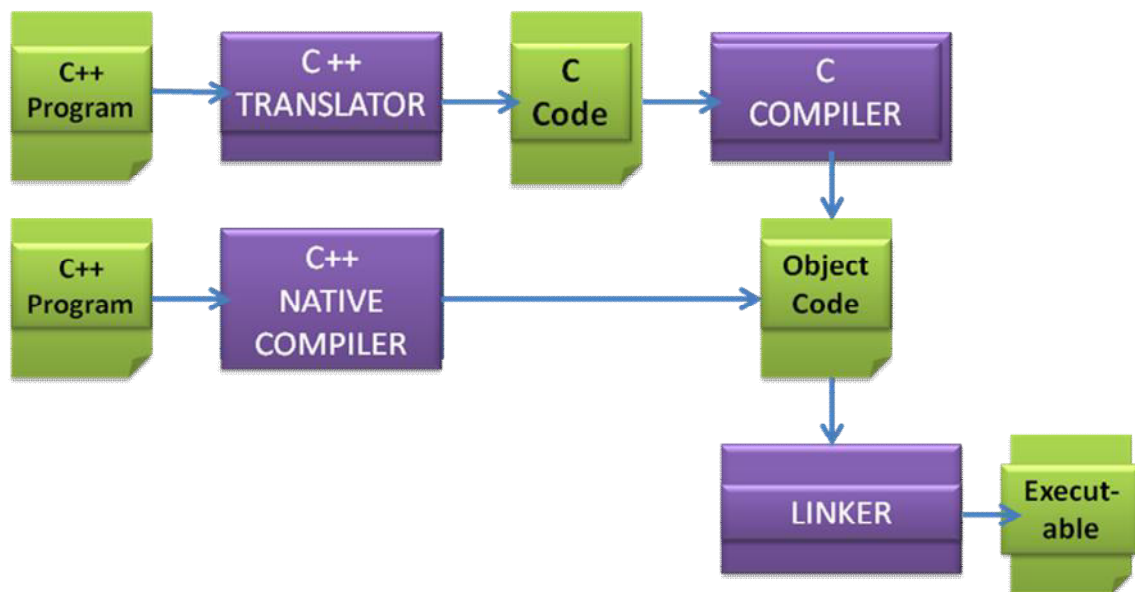 C++
Program
C ++
TRANSLATOR
C
Code
C
COMPILER
C++
Program
C++
NATIVE
COMPILER
Object
Code
LINKER
Execut-
able